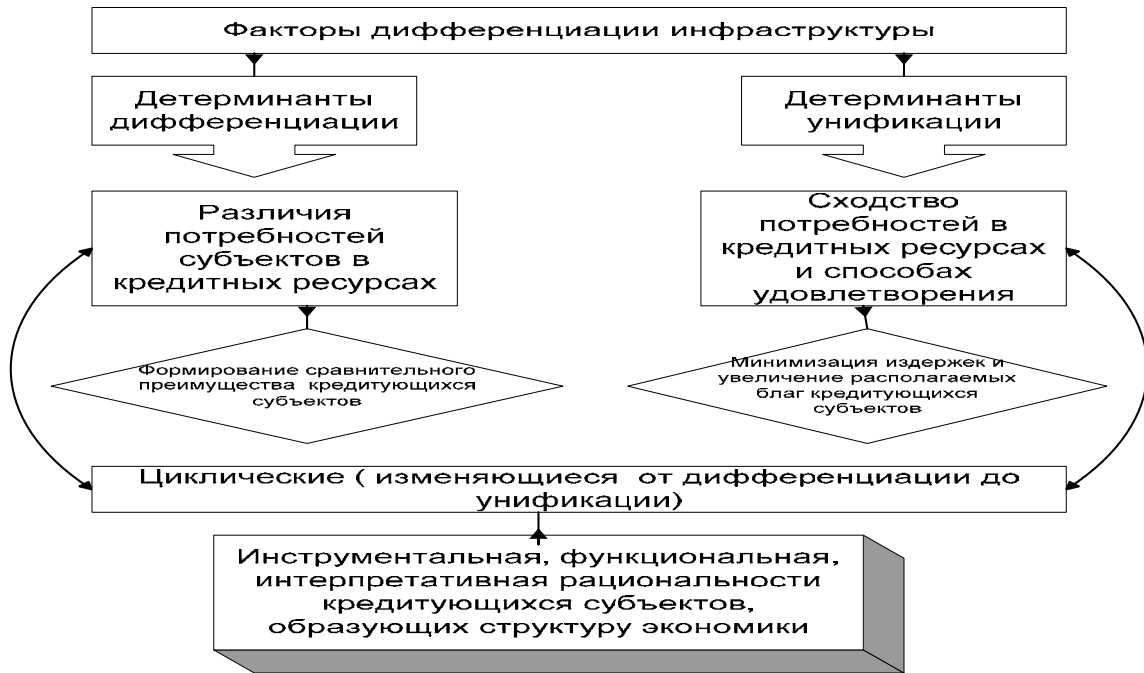 Факторы дифференциации инфраструктуры
Детерминанты
дифференциации
Детерминанты
унификации
Различия
потребностей
субъектов в
кредитных ресурсах
Сходство
потребностей в
кредитных ресурсах
и способах
удовлетворения
Формирование сравнительного
преимущества кредитующихся
субъектов
Минимизация издержек и
увеличение располагаемых
благ кредитующихся
субъектов
Циклические ( изменяющиеся от дифференциации до
унификации)
Инструментальная, функциональная,
интерпретативная рациональности
кредитующихся субъектов,
образующих структуру экономики